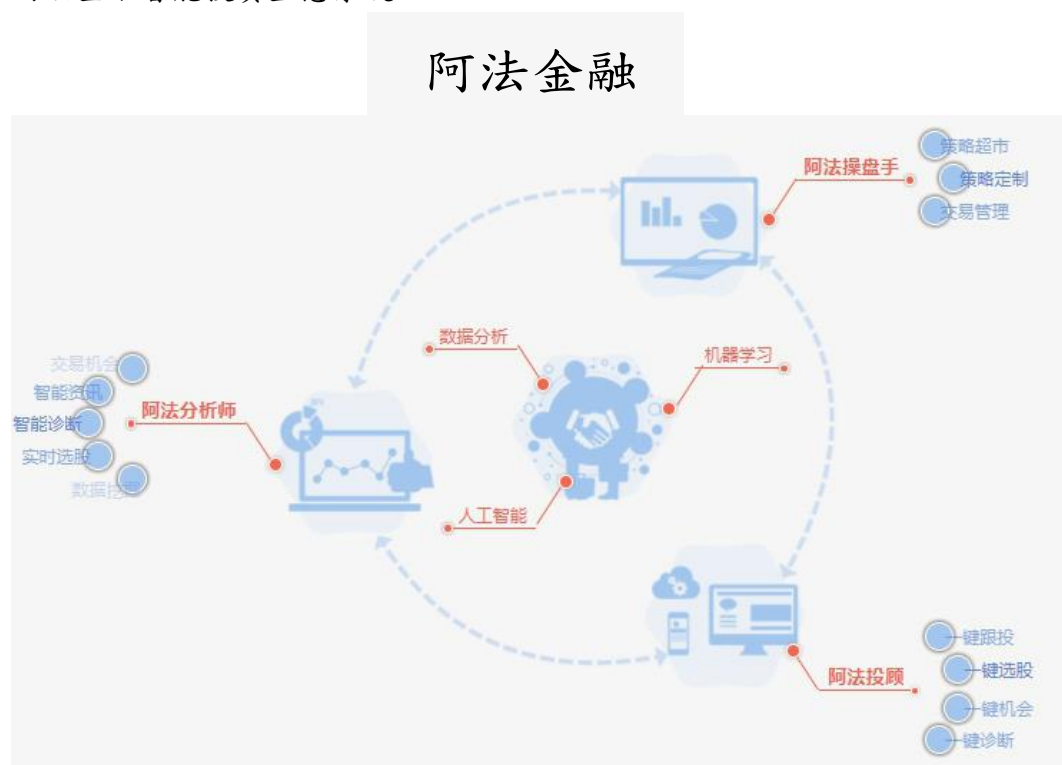 阿法金融
阿法操盘手
策略超市
策略定制
交易管理
数据分析
机器学习
人工智能
交易机会
智能资讯
智能诊断
实时选股
阿法分析师
阿法投顾
一键跟投
一键选股
一键机会
一键诊断